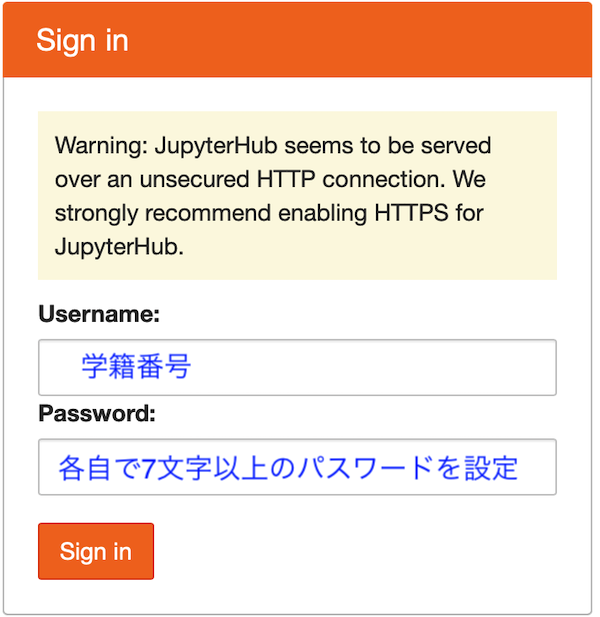 Sign in
Warning: JupyterHub seems to be served
over an unsecured HTTP connection. We
strongly recommend enabling HTTPS for
JupyterHub.
Username:
学籍番号
Password:
各自で7文字以上のパスワードを設定
Sign in